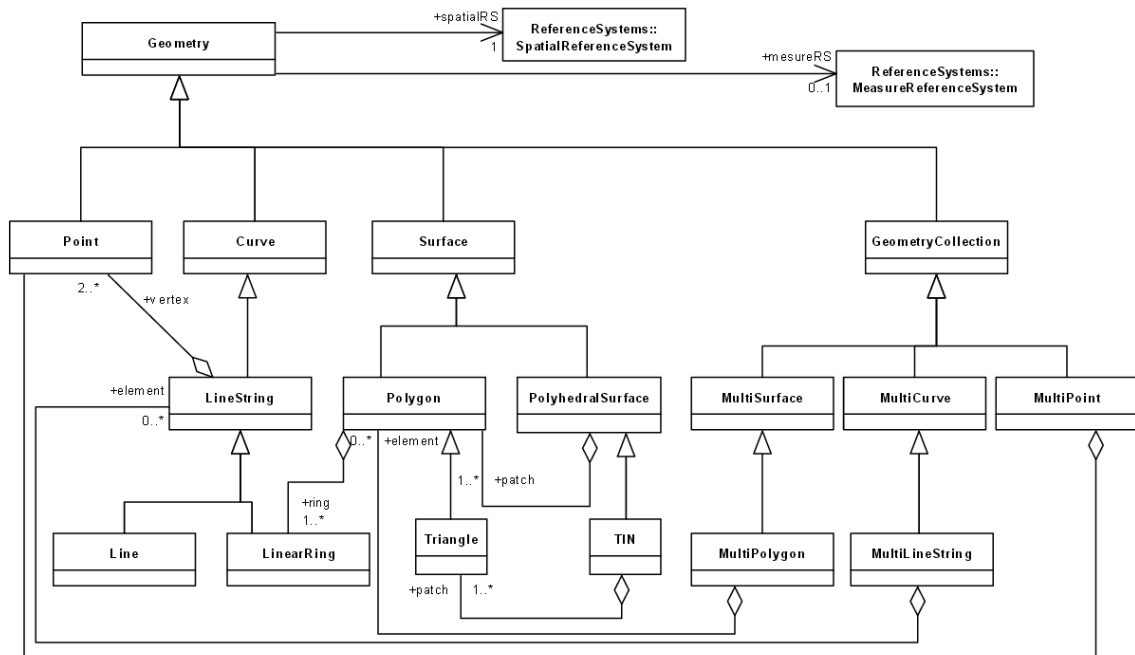 +spatialRS
1
ReferenceSystems::
SpatialReferenceSystem
Geometry
+mesureRS
0..1
ReferenceSystems::
MeasureReferenceSystem
Point
Curve
Surface
GeometryCollection
2..*
+vertex
+element
0..*
LineString
Polygon
PolyhedralSurface
MultiSurface
MultiCurve
MultiPoint
0..*
+element
1..*
+patch
+ring
1..*
Line
LinearRing
Triangle
TIN
MultiPolygon
MultiLineString
+patch
1..*